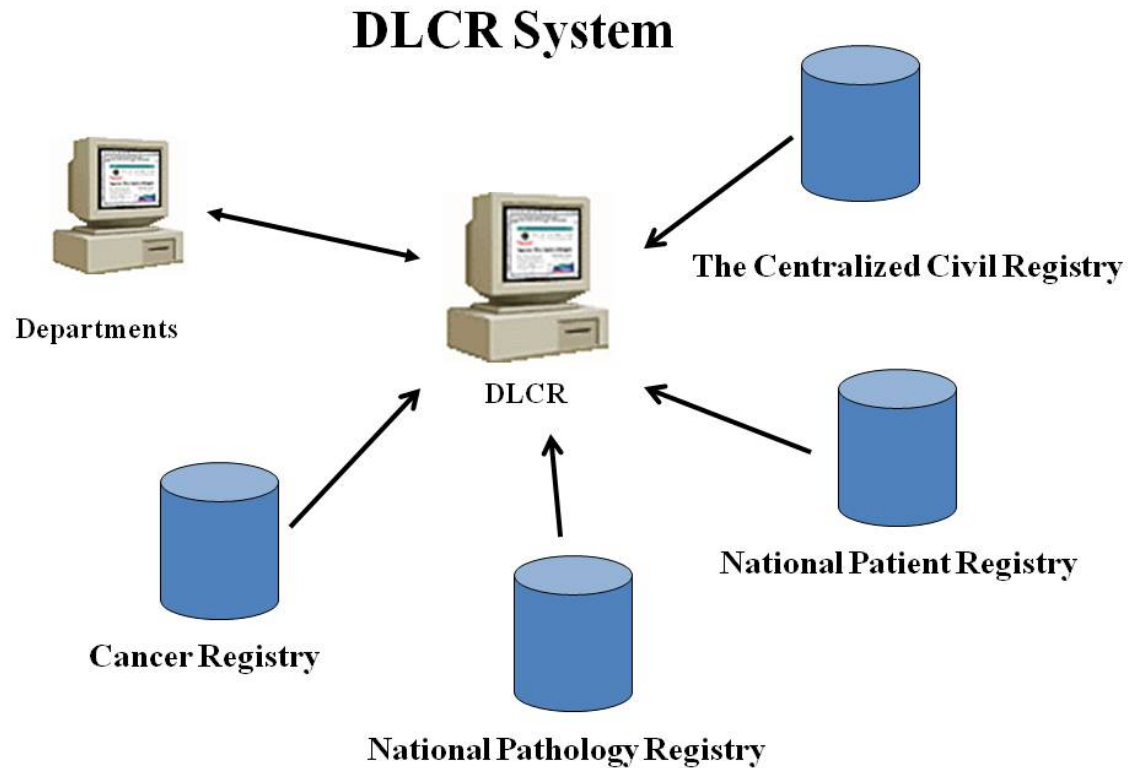 DLCR System
The Centralized Civil Registry
Departments
DLCR
National Patient Registry
Cancer Registry
National Pathology Registry